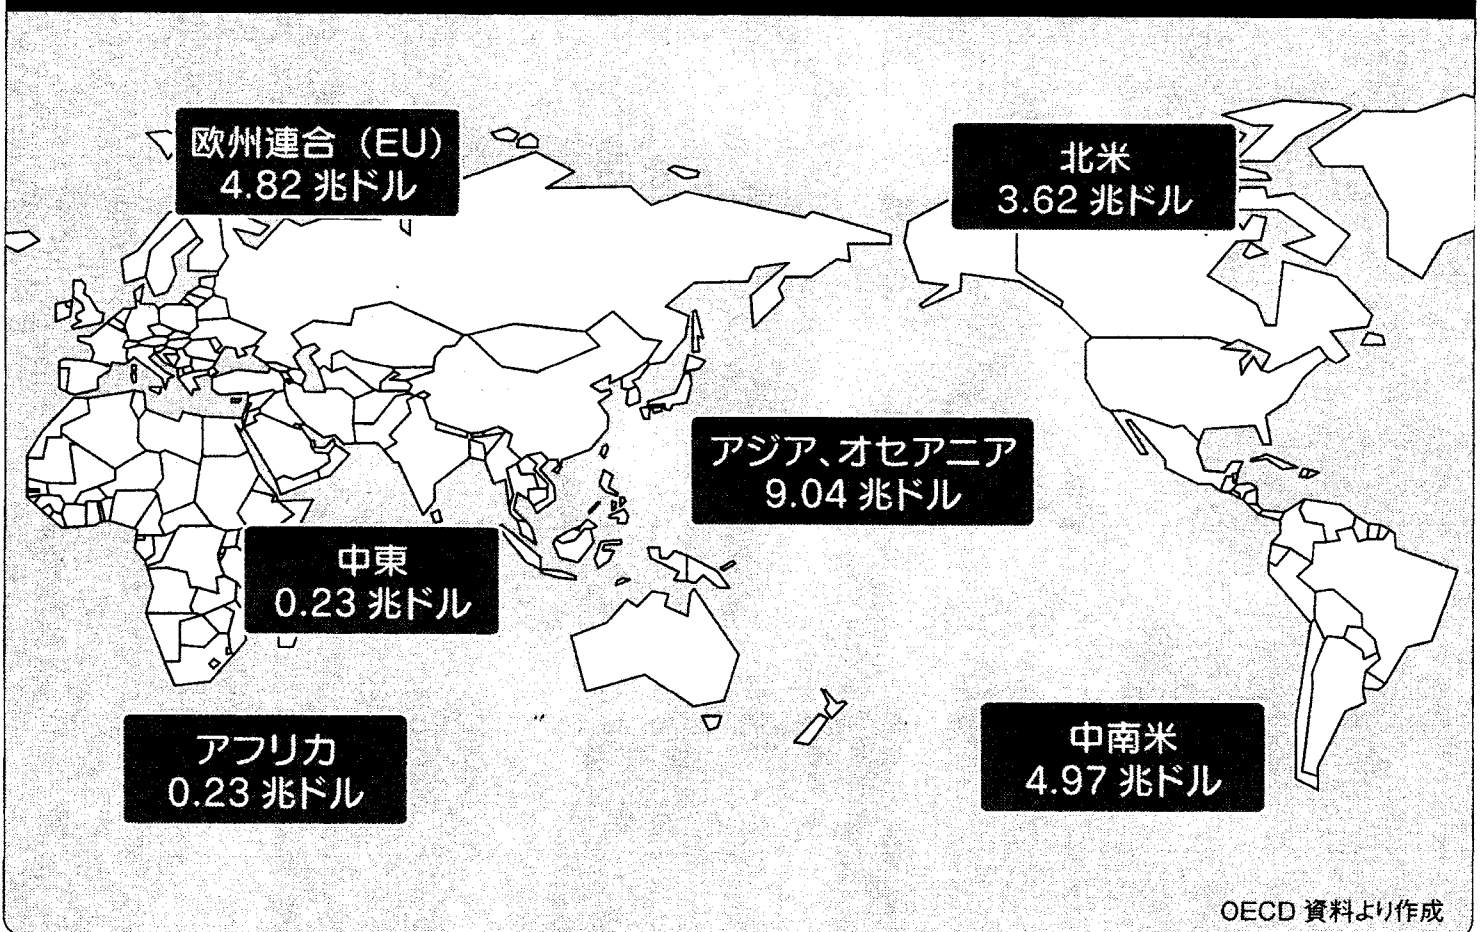 欧州連合（EU）
4.82 兆ドル
北米
3.62 兆ドル
アジア、オセアニア
9.04 兆ドル
中東
0.23 兆ドル
アフリカ
0.23 兆ドル
中南米
4.97 兆ドル
OECD 資料より作成